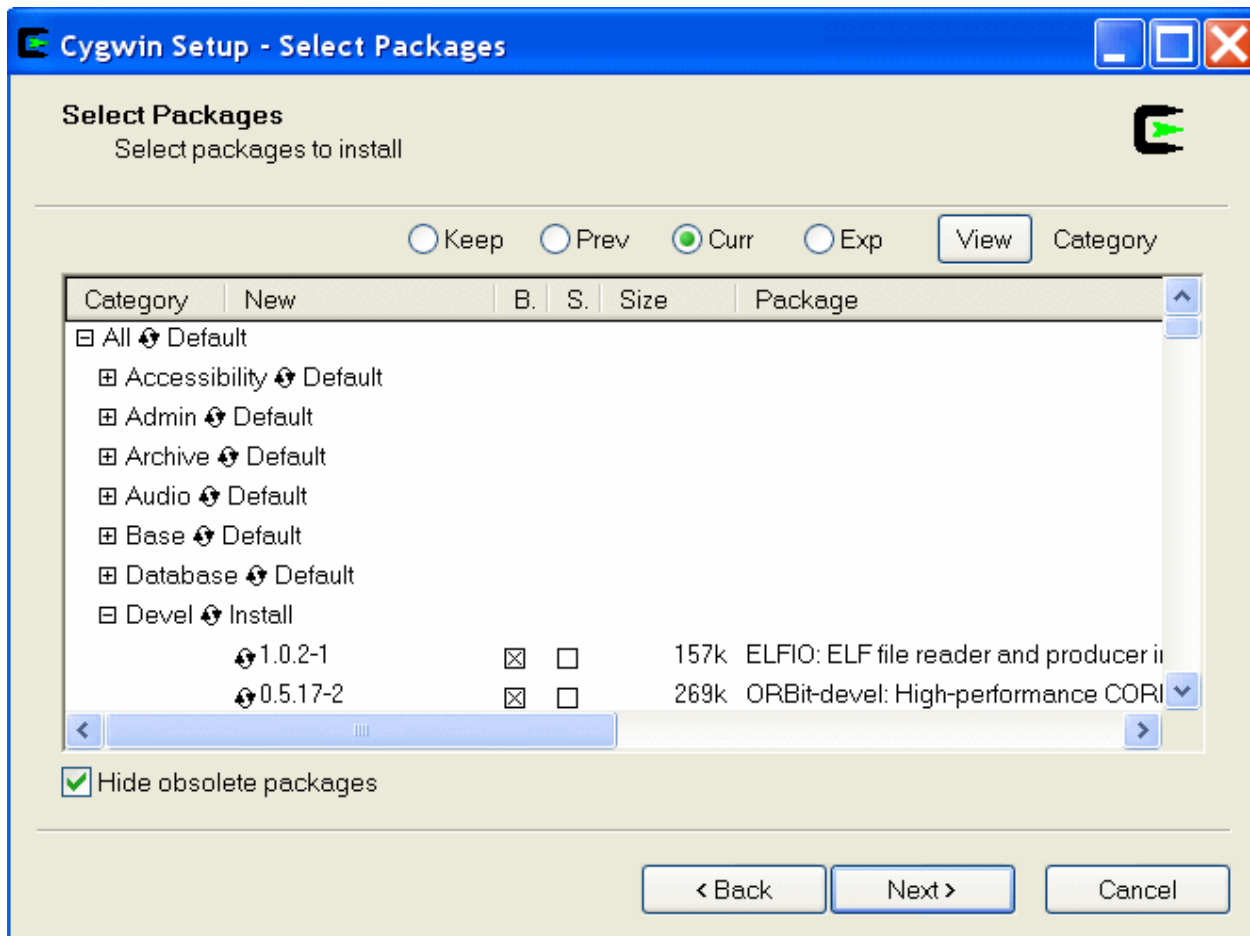 Cygwin Setup - Select Packages
Select Packages
Select packages to install
Keep Prev Curr Exp View Category
Category New B. S. Size Package
All Default
Accessibility Default
Admin Default
Archive Default
Audio Default
Base Default
Database Default
Devel Install
1.0.2-1 157k ELFIO: ELF file reader and producer
0.5.17-2 269k ORBit-devel: High-performance
Hide obsolete packages
< Back Next > Cancel